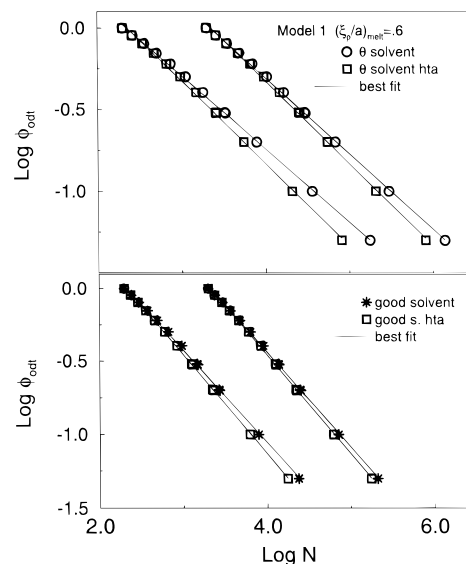 Model 1 (ξp/a)melt=.6
θ solvent
θ solvent hta
best fit
0.0
-0.5
-1.0
Log ϕodt
good solvent
good s. hta
best fit
0.0
-0.5
-1.0
-1.5
Log ϕodt
2.0 4.0 6.0
Log N